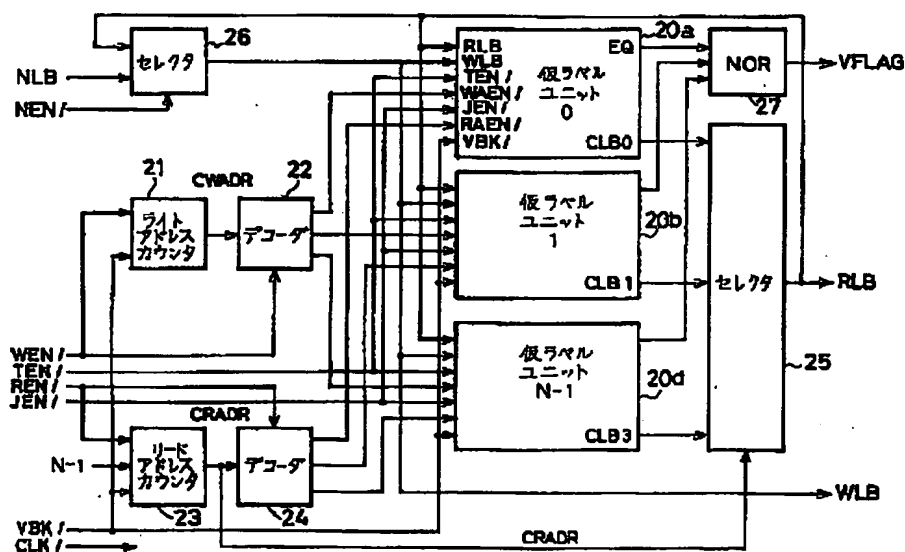 セレクタ
26
NLB
NEN/
RLB
WLB
TEN/
WAEN/
JEN/
RAEN/
VBK/
仮ラベル
ユニット
0
EQ
CLB0
20a
NOR
27
VFLAG
21
ライト
アドレス
カウンタ
CWADR
22
デコーダ
仮ラベル
ユニット
1
CLB1
20b
セレクタ
25
RLB
WEN/
TEN/
REN/
JEN/
仮ラベル
ユニット
N-1
CLB3
20d
CRADR
N-1
リード
アドレス
カウンタ
23
デコーダ
24
WLB
VBK/
CLK/
CRADR